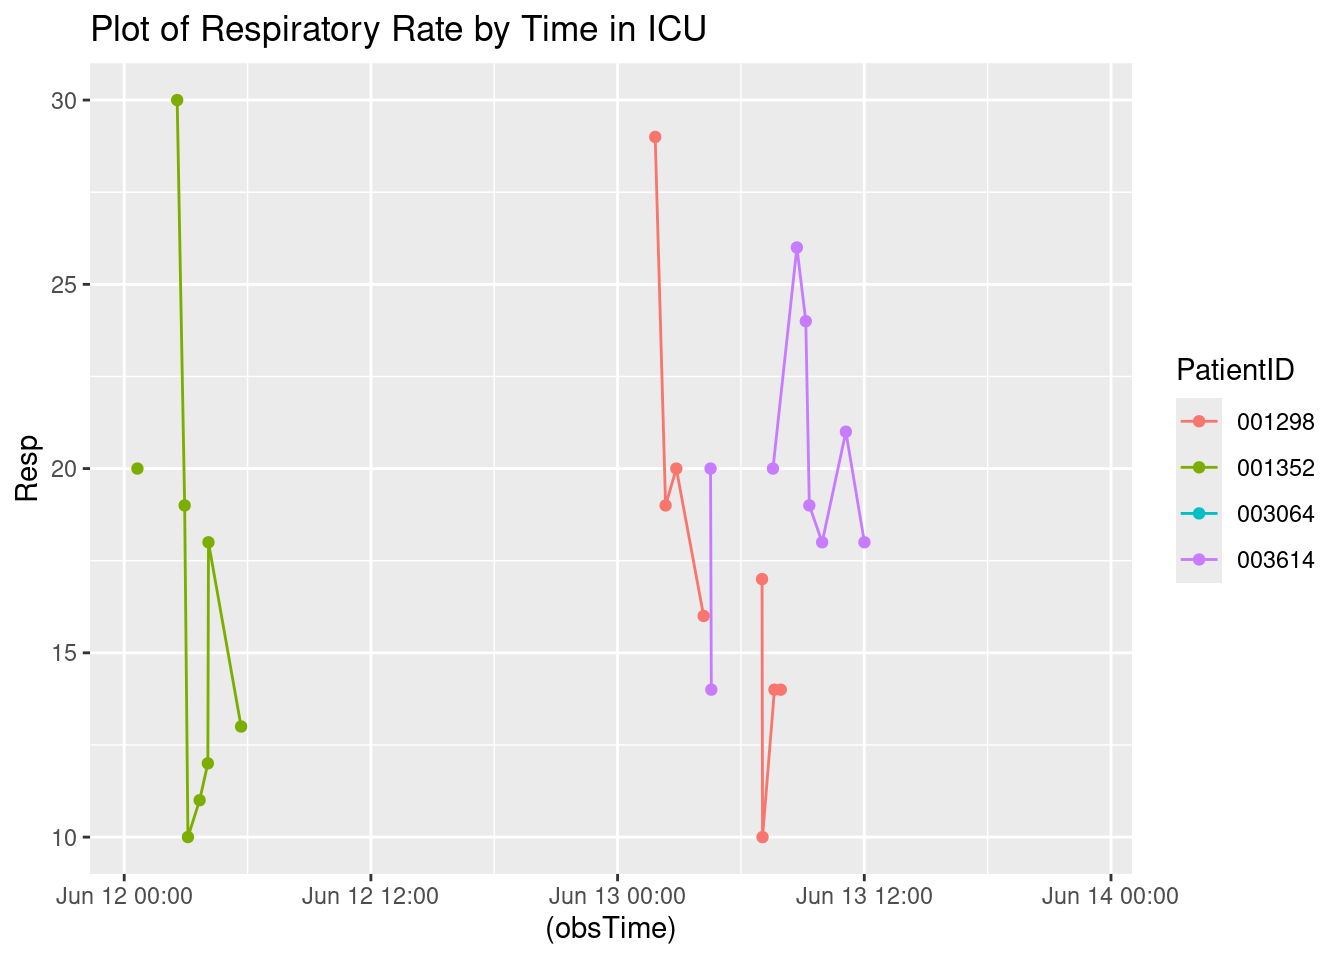 Plot of Respiratory Rate by Time in ICU
30
25
20
15
10
Resp
Jun 12 00:00
Jun 12 12:00
Jun 13 00:00
Jun 13 12:00
Jun 14 00:00
(obsTime)
PatientID
001298
001352
003064
003614